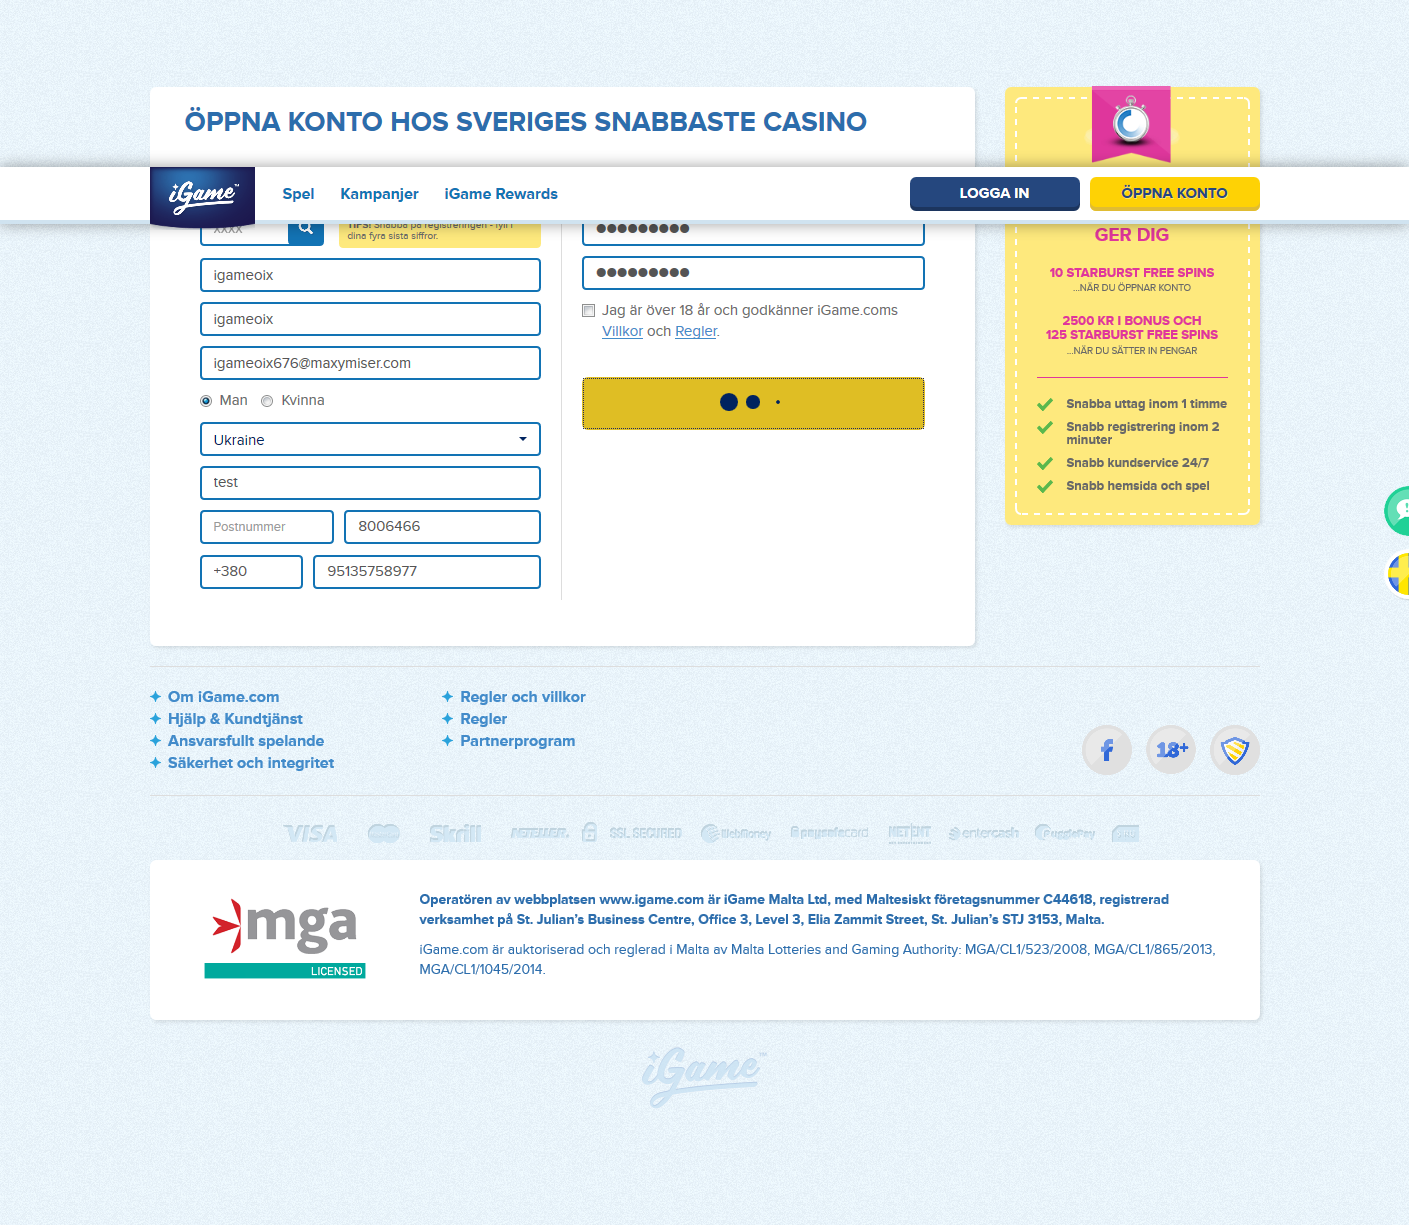 ÖPPNA KONTO HOS SVERIGES SNABBASTE CASINO
iGame™
Spel
Kampanjer
iGame Rewards
LOGGA IN
ÖPPNA KONTO
XXXX
TIPS! Snabba på registreringen - fyll i
dina fyra sista siffror.
igameoix
igameoix
igameoix676@maxymiser.com
Man
Kvinna
Ukraine
test
Postnummer
8006466
+380
95135758977
●●●●●●●●●
●●●●●●●●●
Jag är över 18 år och godkänner iGame.coms
Villkor och Regler.
GER DIG
10 STARBURST FREE SPINS
...NÄR DU ÖPPNAR KONTO
2500 KR I BONUS OCH
125 STARBURST FREE SPINS
...NÄR DU SÄTTER IN PENGAR
Snabba uttag inom 1 timme
Snabb registrering inom 2
minuter
Snabb kundservice 24/7
Snabb hemsida och spel
Om iGame.com
Hjälp & Kundtjänst
Ansvarsfullt spelande
Säkerhet och integritet
Regler och villkor
Regler
Partnerprogram
f
18+
VISA
Skrill
NETELLER
SSL SECURED
WebMoney
paysafecard
NETENT
entercash
PugglePay
mga
LICENSED
Operatören av webbplatsen www.igame.com är iGame Malta Ltd, med Maltesiskt företagsnummer C44618, registrerad
verksamhet på St. Julian's Business Centre, Office 3, Level 3, Elia Zammit Street, St. Julian's STJ 3153, Malta.
iGame.com är auktoriserad och reglerad i Malta av Malta Lotteries and Gaming Authority: MGA/CL1/523/2008, MGA/CL1/865/2013,
MGA/CL1/1045/2014.
iGame™